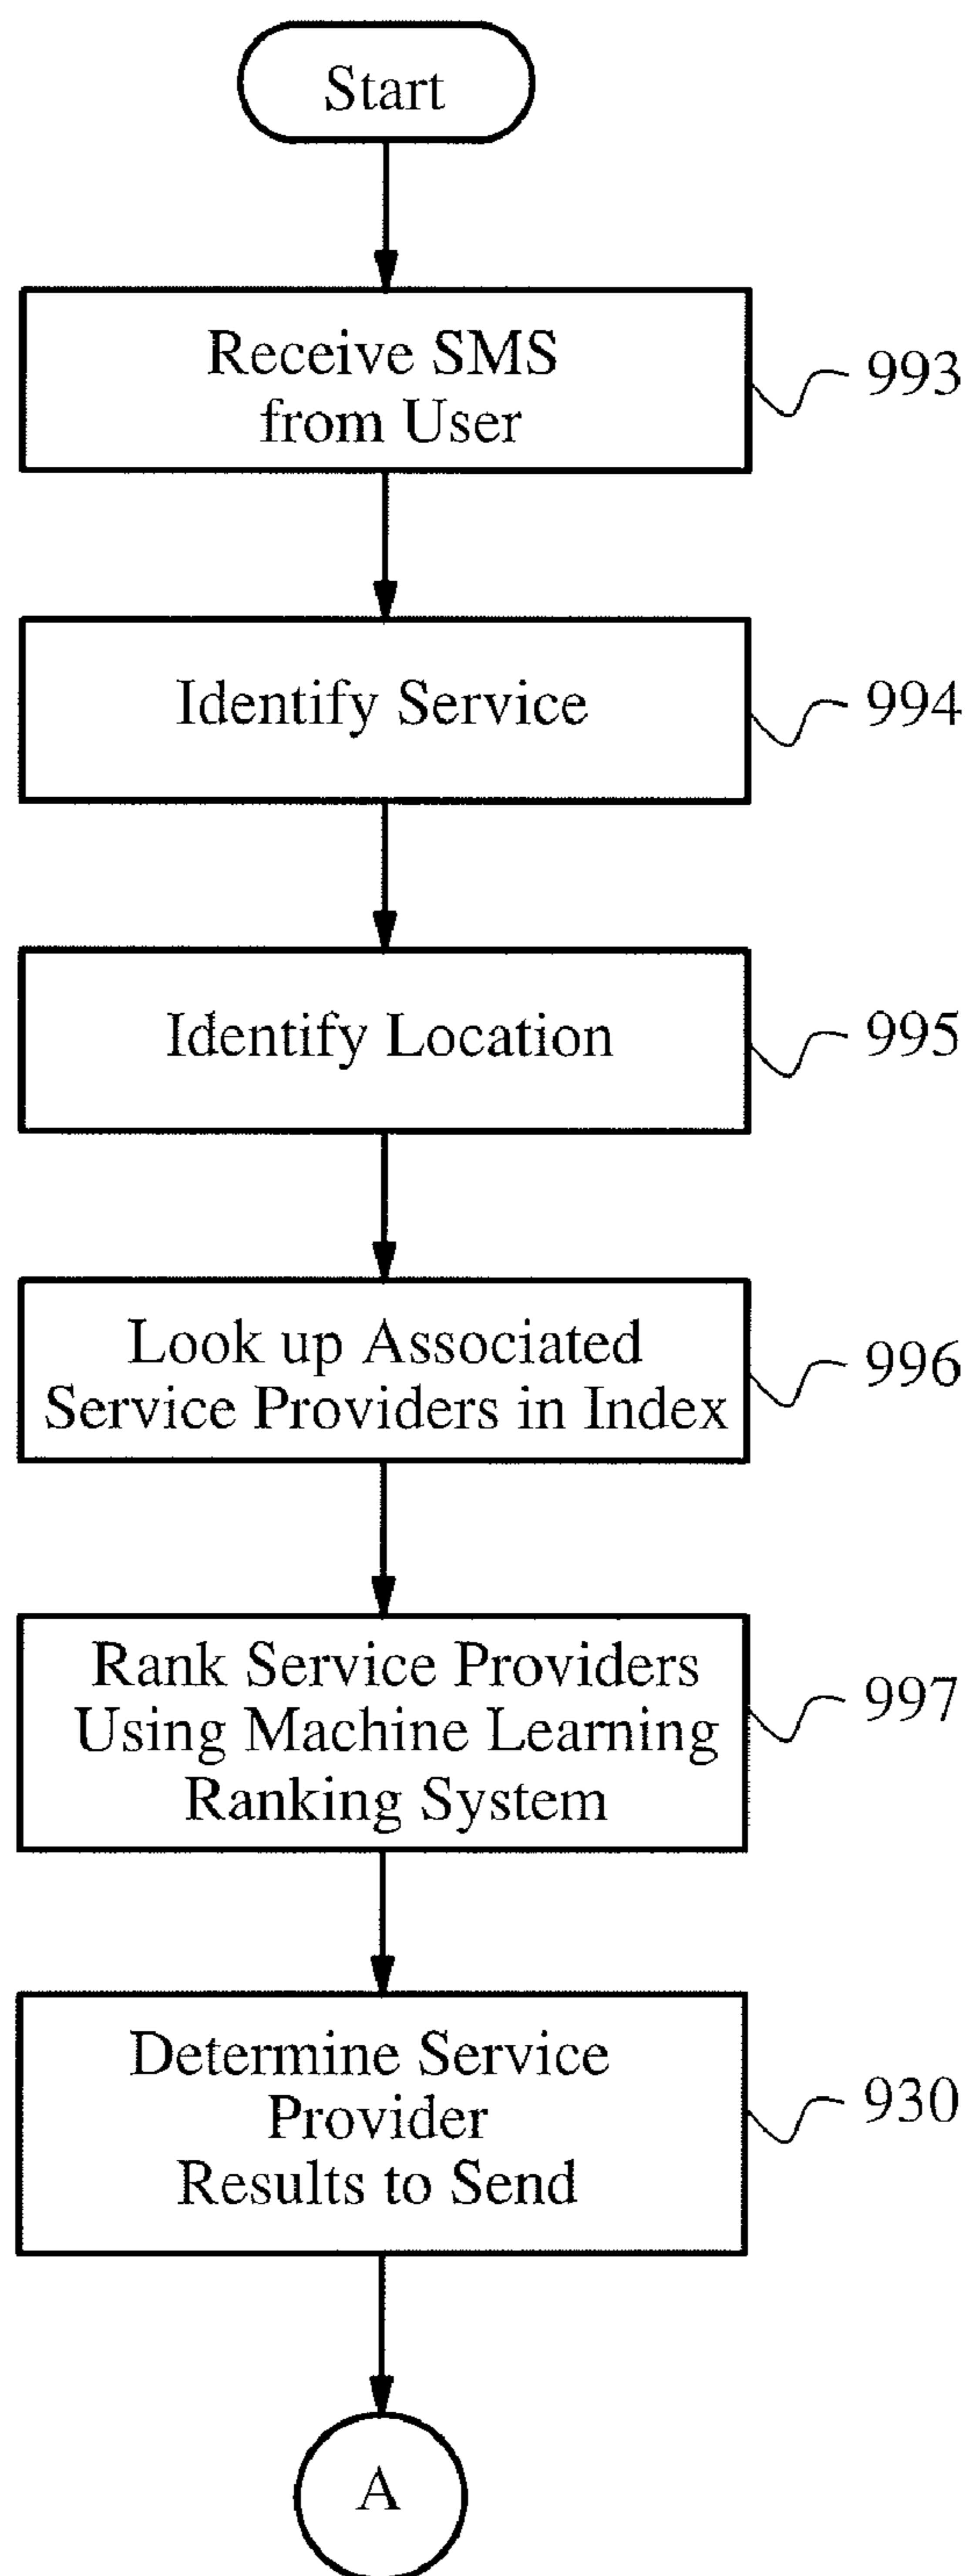 Start
Receive SMS
from User
993
Identify Service
994
Identify Location
995
Look up Associated
Service Providers in Index
996
Rank Service Providers
Using Machine Learning
Ranking System
997
Determine Service
Provider
Results to Send
930
A